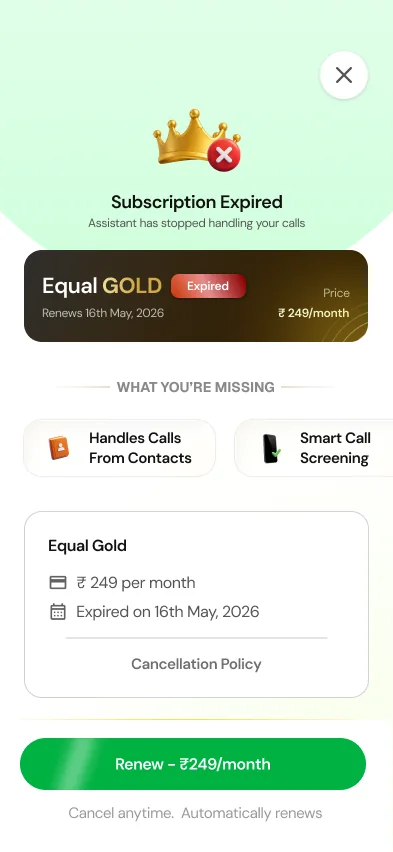 Subscription Expired
Assistant has stopped handling your calls
Equal GOLD Expired
Renews 16th May, 2026
Price
₹ 249/month
WHAT YOU'RE MISSING
Handles Calls
From Contacts
Smart Call
Screening
Equal Gold
₹ 249 per month
Expired on 16th May, 2026
Cancellation Policy
Renew - ₹249/month
Cancel anytime. Automatically renews